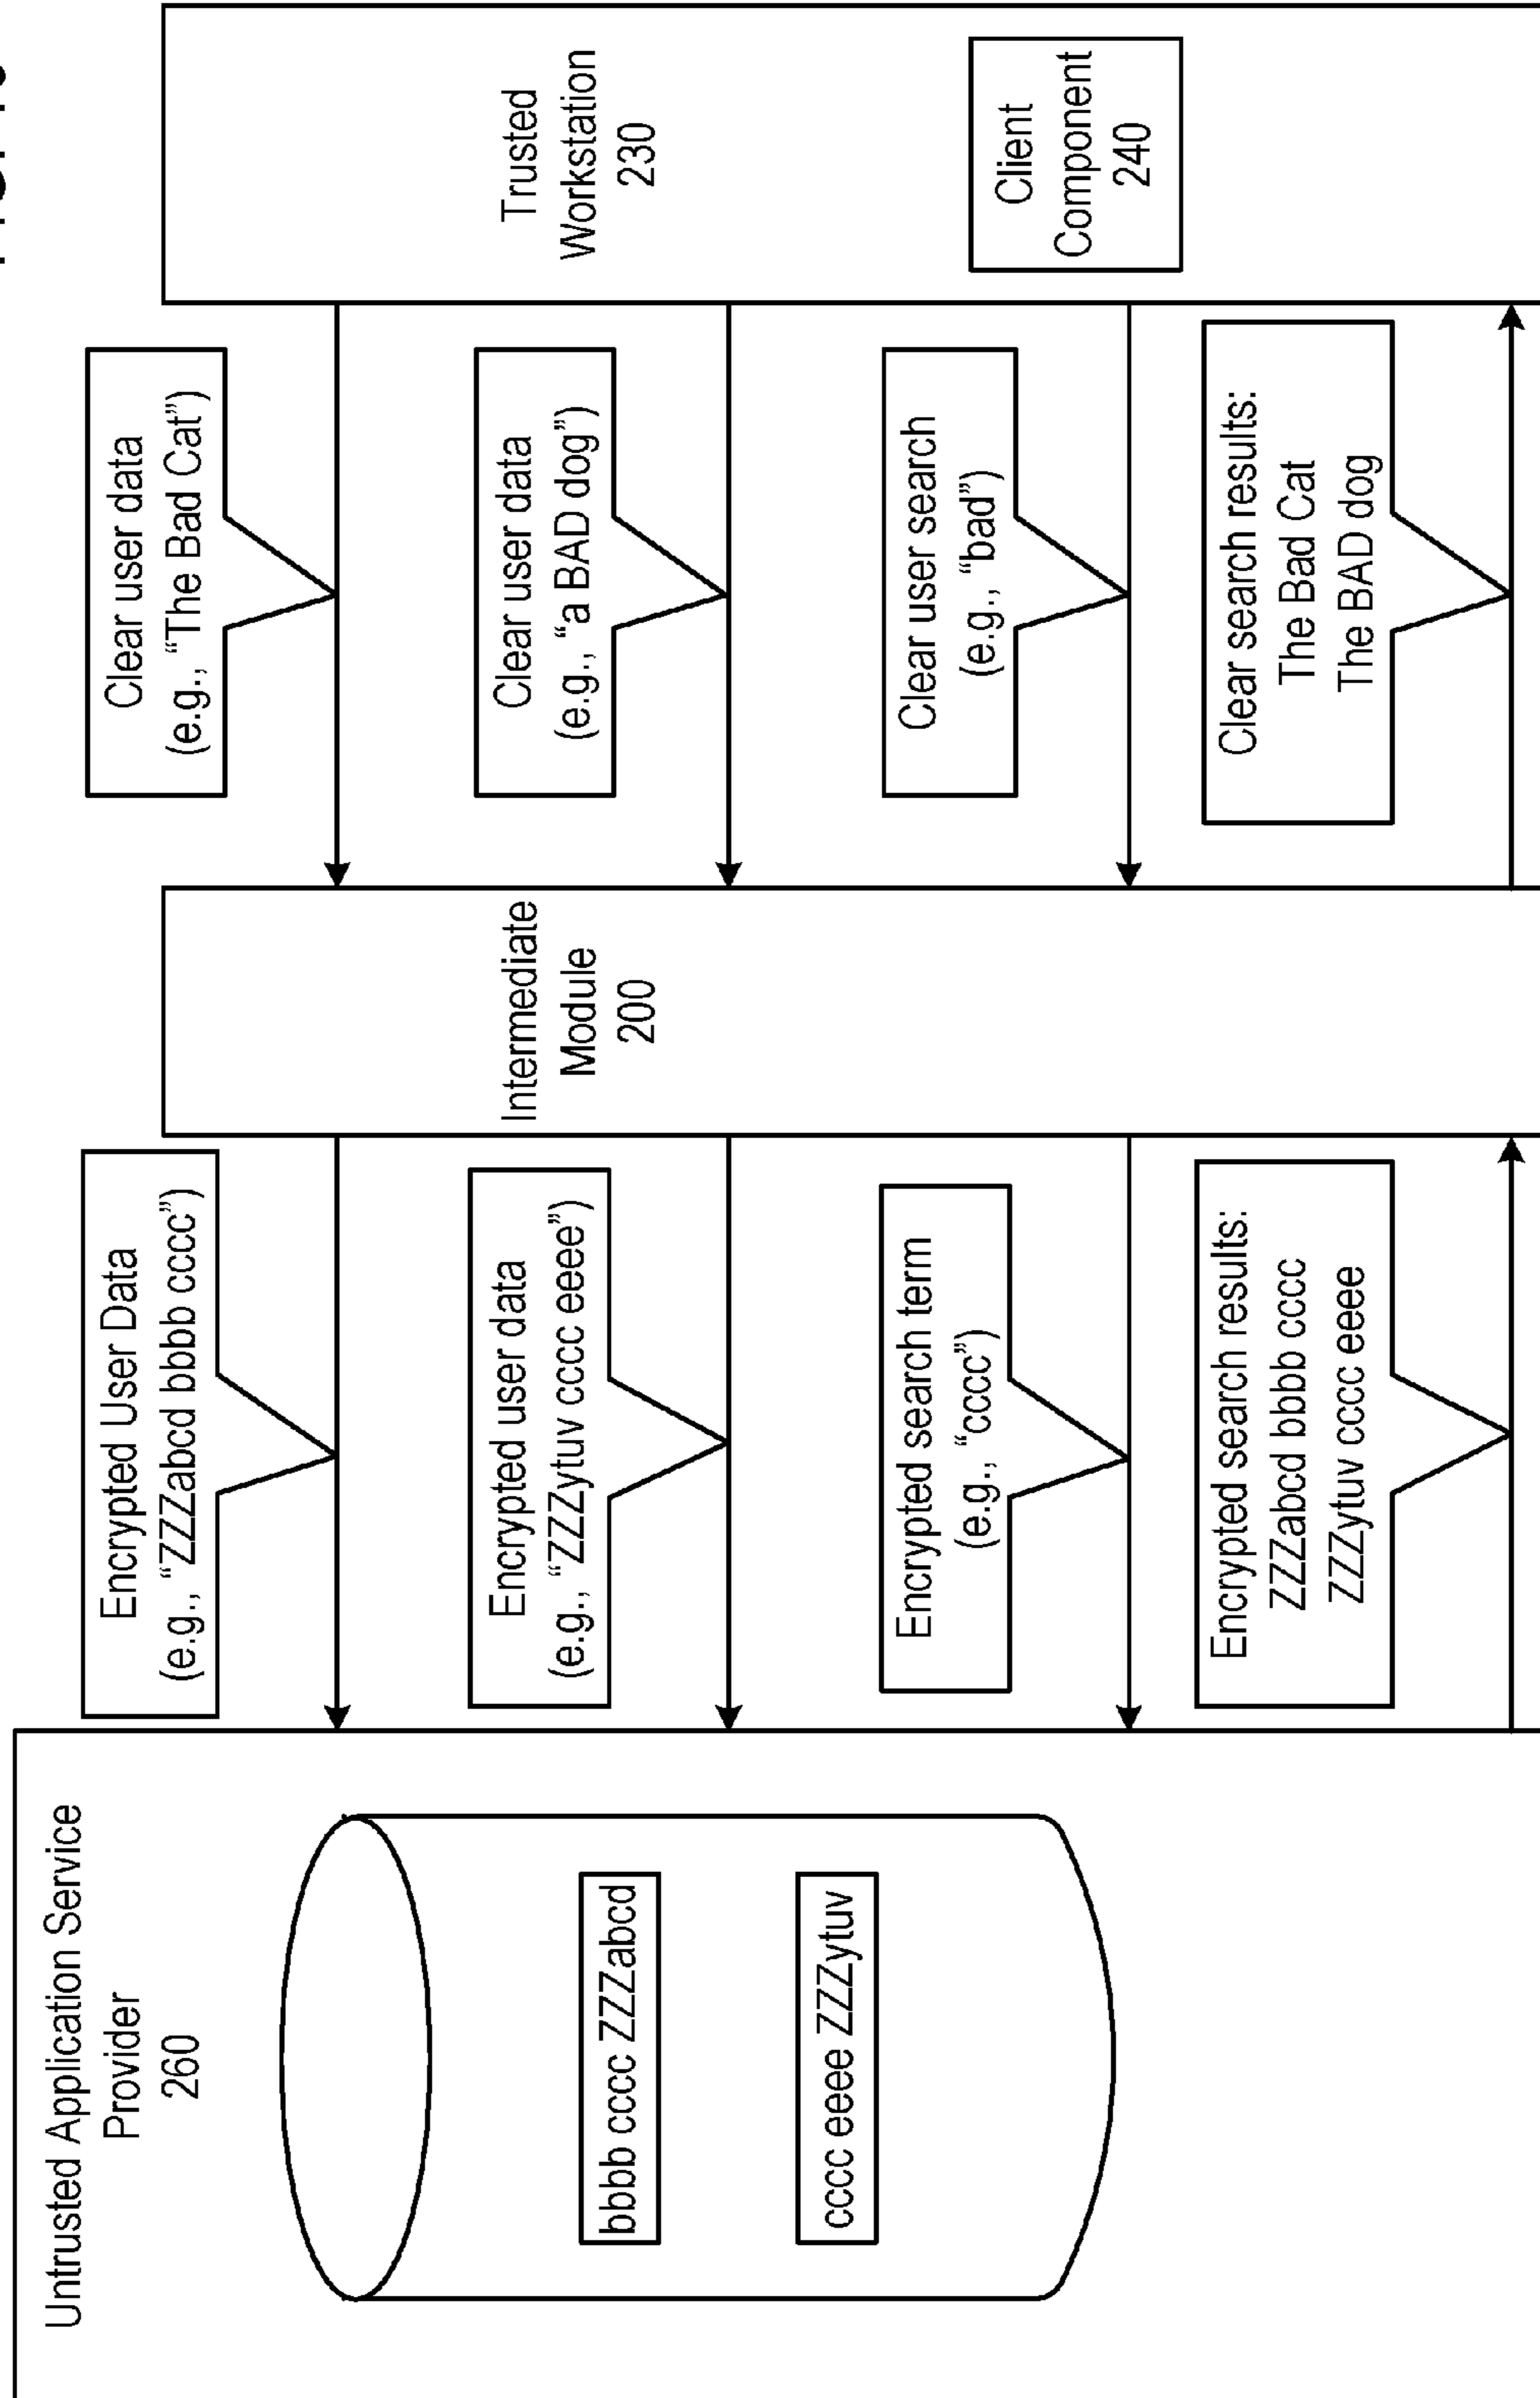 Untrusted Application Service
Provider
260
bbbb cccc ZZZabcd
cccc eeee ZZZytuv
Encrypted User Data
(e.g., “ZZZabcd bbbb cccc”)
Encrypted user data
(e.g., “ZZZytuv cccc eeee”)
Encrypted search term
(e.g., “cccc”)
Encrypted search results:
ZZZabcd bbbb cccc
ZZZytuv cccc eeee
Intermediate
Module
200
Clear user data
(e.g., “The Bad Cat”)
Clear user data
(e.g., “a BAD dog”)
Clear user search
(e.g., “bad”)
Clear search results:
The Bad Cat
The BAD dog
Trusted
Workstation
230
Client
Component
240